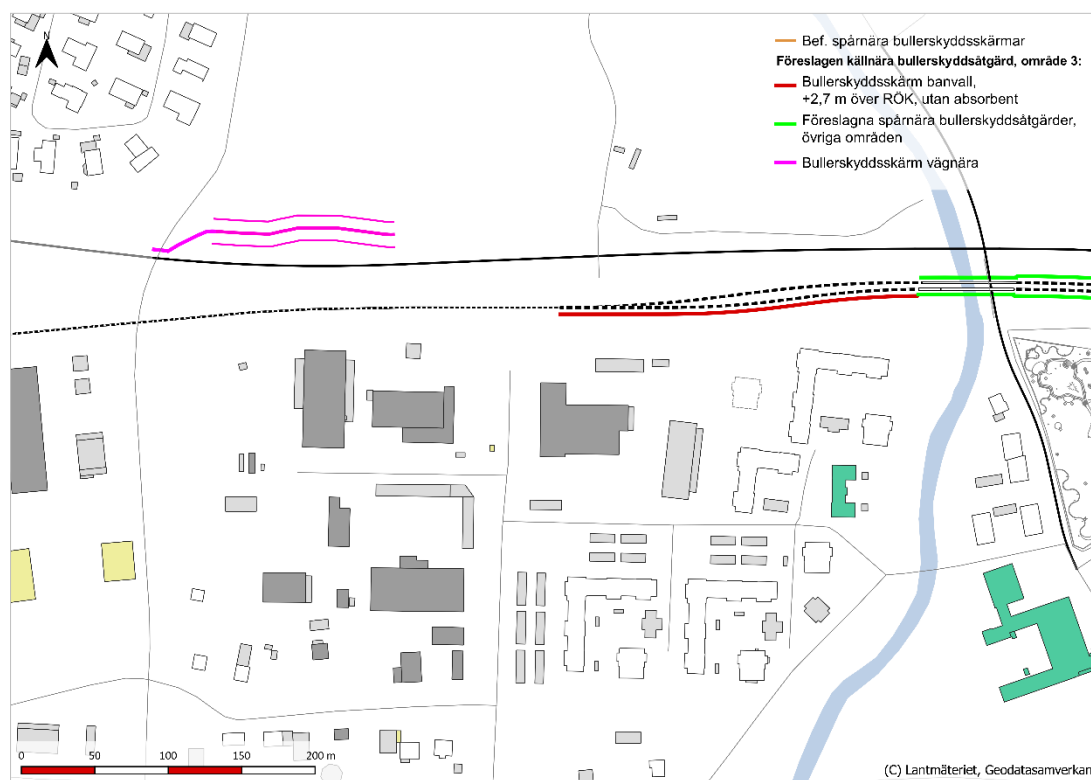 N
Bef. spårnära bullerskyddsskärmar
Föreslagen källnära bullerskyddsåtgärd, område 3:
Bullerskyddsskärm banvall,
+2,7 m över RÖK, utan absorbent
Föreslagna spårnära bullerskyddsåtgärder,
övriga områden
Bullerskyddsskärm vägnära
0 50 100 150 200 m
(C) Lantmäteriet, Geodatasamverkan